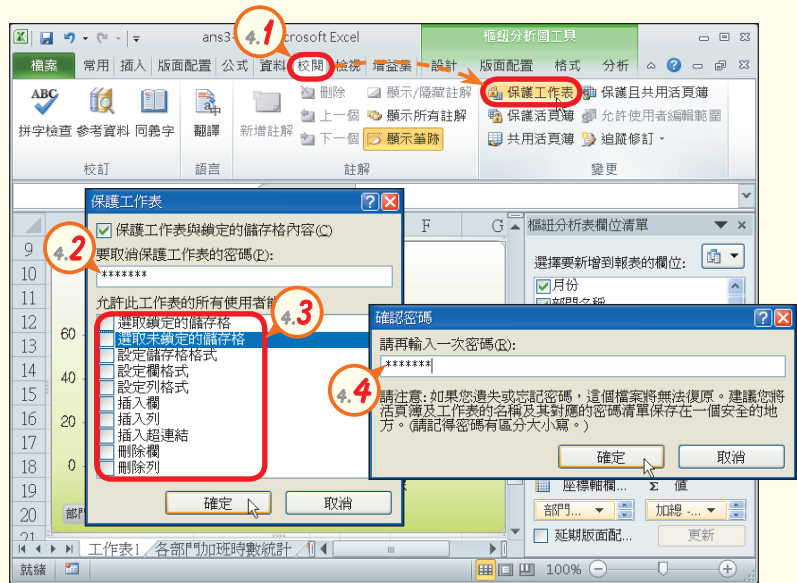 ans3-
crosoft Excel
樞紐分析圖工具
4.1
檔案 常用 插入 版面配置 公式 資料 校閱 檢視 增益集 設計 版面配置 格式 分析
ABC
拼字檢查 參考資料 同義字
校訂
翻譯
語言
新增註解
刪除
上一個
下一個
顯示/隱藏註解
顯示所有註解
顯示筆跡
註解
保護工作表
保護活頁簿
共用活頁簿
保護且共用活頁簿
允許使用者編輯範圍
追蹤修訂
變更
F G
9
10
11
12
13
14
15
16
17
18
19
20
21
60
40
20
0
保護工作表
保護工作表與鎖定的儲存格內容(C)
4.2
要取消保護工作表的密碼(P):
*******
允許此工作表的所有使用者能
4.3
選取鎖定的儲存格
選取未鎖定的儲存格
設定儲存格格式
設定欄格式
設定列格式
插入欄
插入列
插入超連結
刪除欄
刪除列
確定 取消
樞紐分析表欄位清單
選擇要新增到報表的欄位:
月份
部門名稱
確認密碼
請再輸入一次密碼(R):
*******
4.4
請注意:如果您遺失或忘記密碼，這個檔案將無法復原。建議您將
活頁簿及工作表的名稱及其對應的密碼清單保存在一個安全的地
方。(請記得密碼有區分大小寫。)
確定 取消
座標軸欄... Σ 值
部門... 加總 -...
延期版面配... 更新
工作表1 各部門加班時數統計
就緒
100%